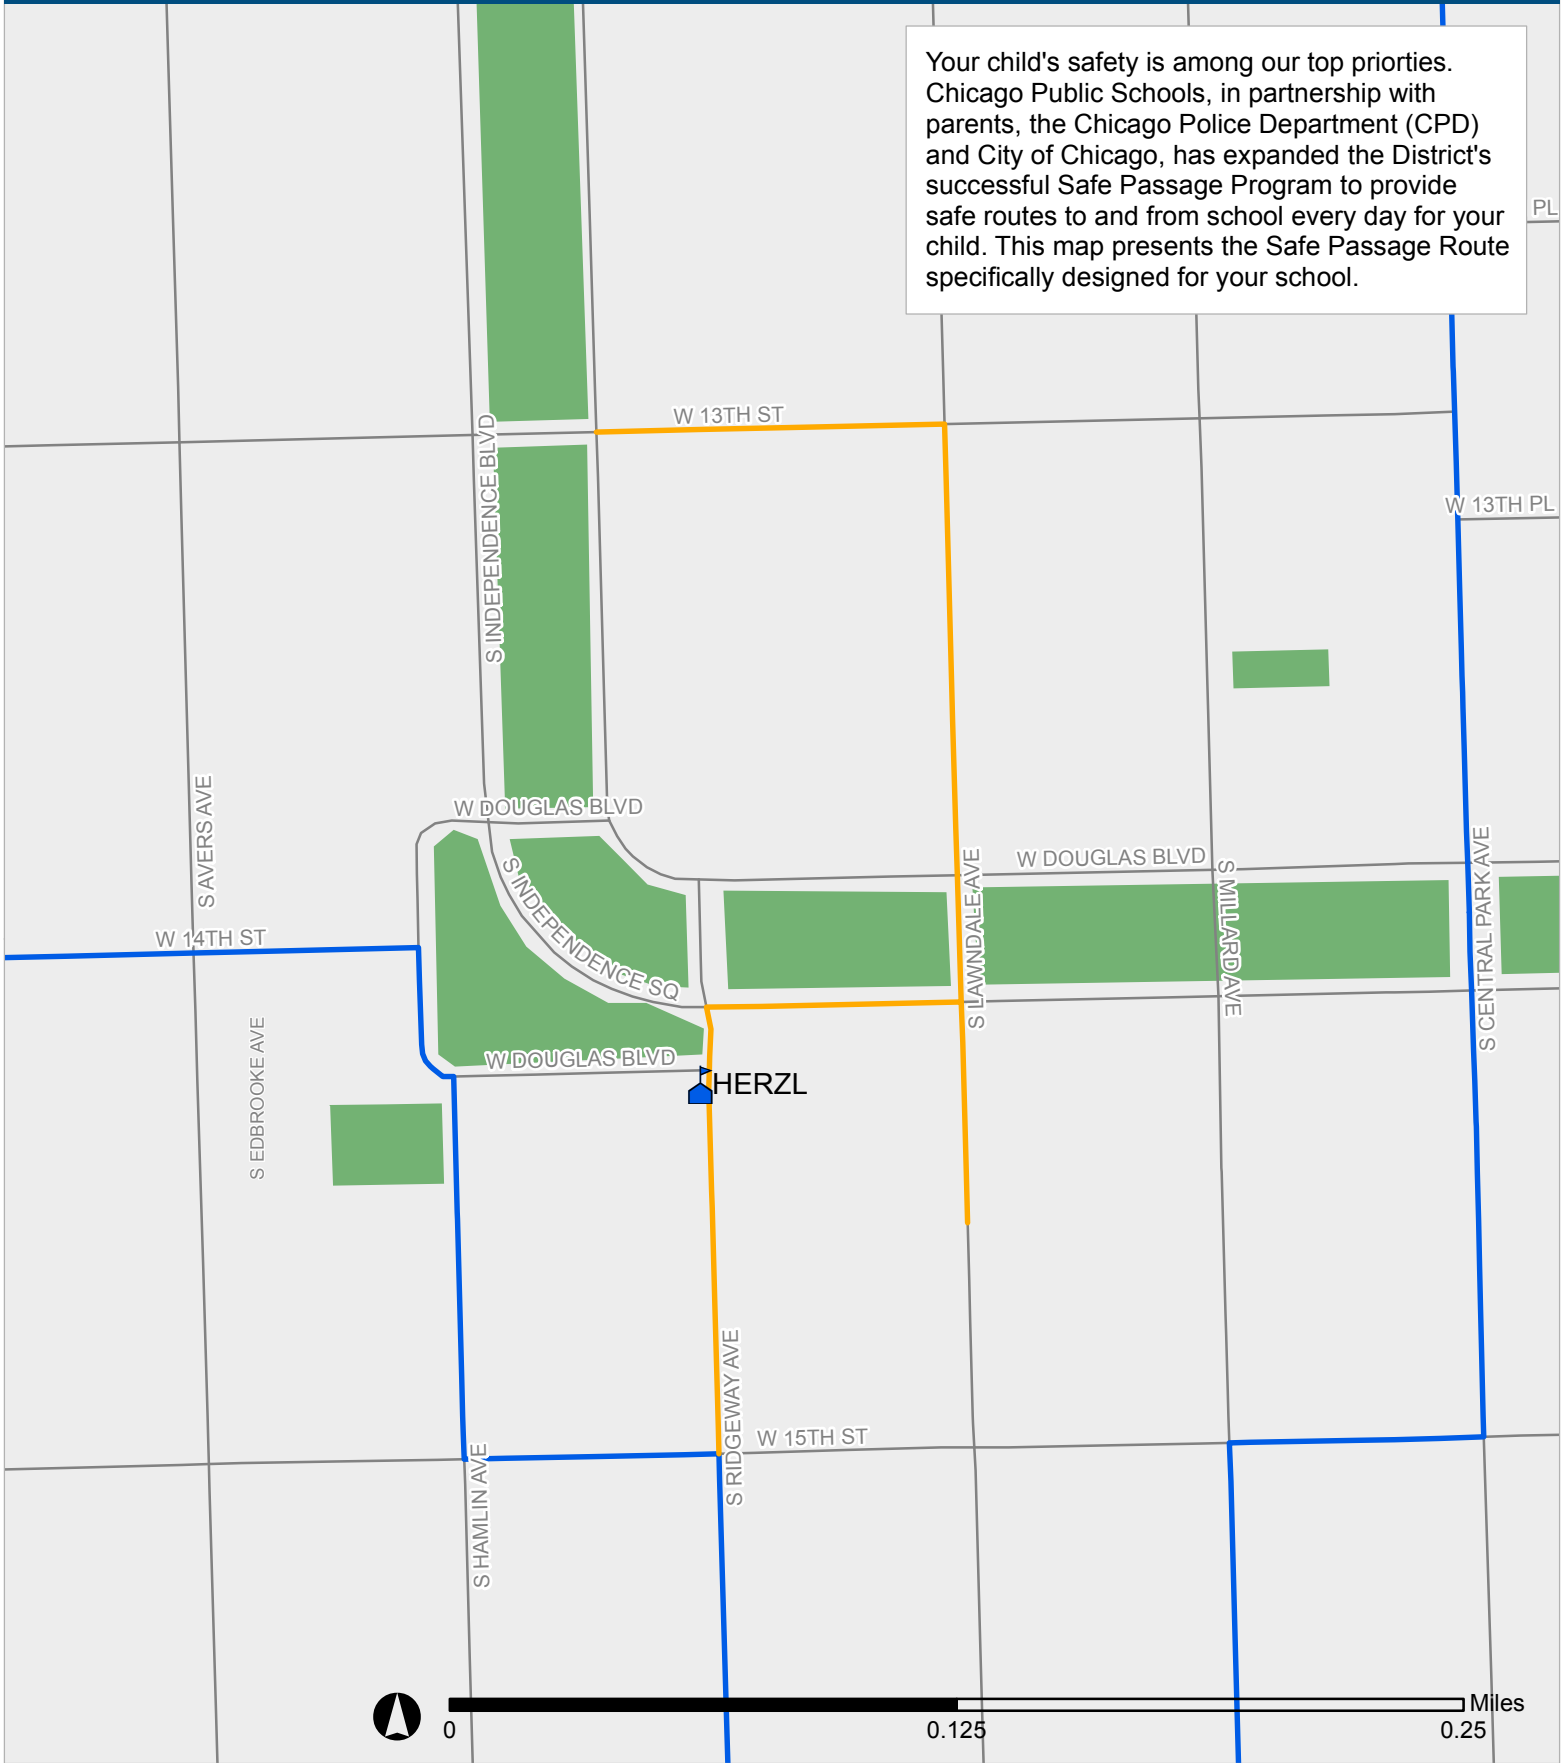 Your child's safety is among our top priorties.
Chicago Public Schools, in partnership with
parents, the Chicago Police Department (CPD)
and City of Chicago, has expanded the District's
successful Safe Passage Program to provide
safe routes to and from school every day for your
child. This map presents the Safe Passage Route
specifically designed for your school.
PL
W 13TH ST
S INDEPENDENCE BLVD
W 13TH PL
S AVERS AVE
W DOUGLAS BLVD
S INDEPENDENCE SQ
W DOUGLAS BLVD
S LAWNDALE AVE
S MILLARD AVE
S CENTRAL PARK AVE
W 14TH ST
S EDBROOKE AVE
W DOUGLAS BLVD
HERZL
S RIDGEWAY AVE
W 15TH ST
S HAMLIN AVE
Miles
0
0.125
0.25